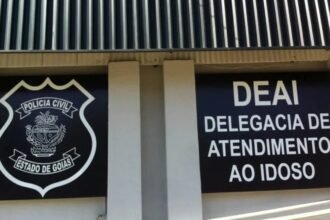 POLÍCIA CIVIL
ESTADO DE GOIÁS
DEAI
DELEGACIA DE
ATENDIMENTO
AO IDOSO